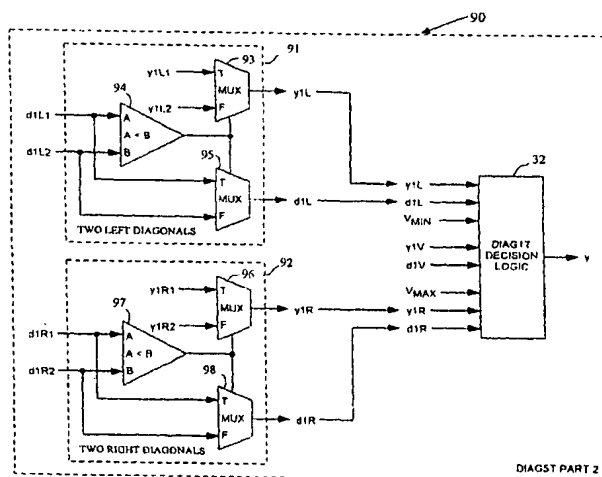 90
91
93
y1L1
T
MUX
y1L
94
y1L2
F
d1L1
A
A < B
d1L2
B
95
T
MUX
d1L
F
TWO LEFT DIAGONALS
y1L
d1L
VMIN
y1V
d1V
VMAX
y1R
d1R
32
DIAG1T
DECISION
LOGIC
y
92
96
y1R1
T
MUX
y1R
97
y1R2
F
d1R1
A
A < B
d1R2
B
98
T
MUX
d1R
F
TWO RIGHT DIAGONALS
DIAG5T PART 2